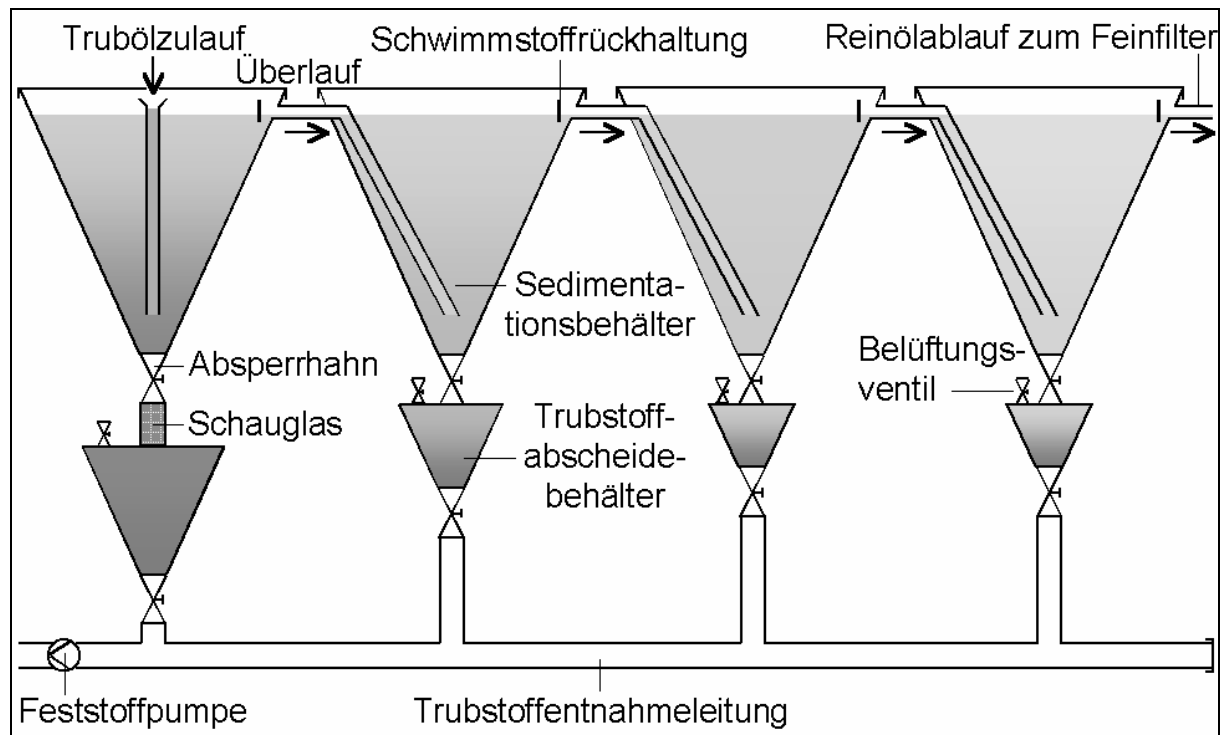 Trubölzulauf
Schwimmstoffrückhaltung
Reinölablauf zum Feinfilter
Überlauf
Sedimenta-
tionsbehälter
Absperrhahn
Belüftungs-
ventil
Schauglas
Trubstoff-
abscheide-
behälter
Feststoffpumpe
Trubstoffentnahmeleitung